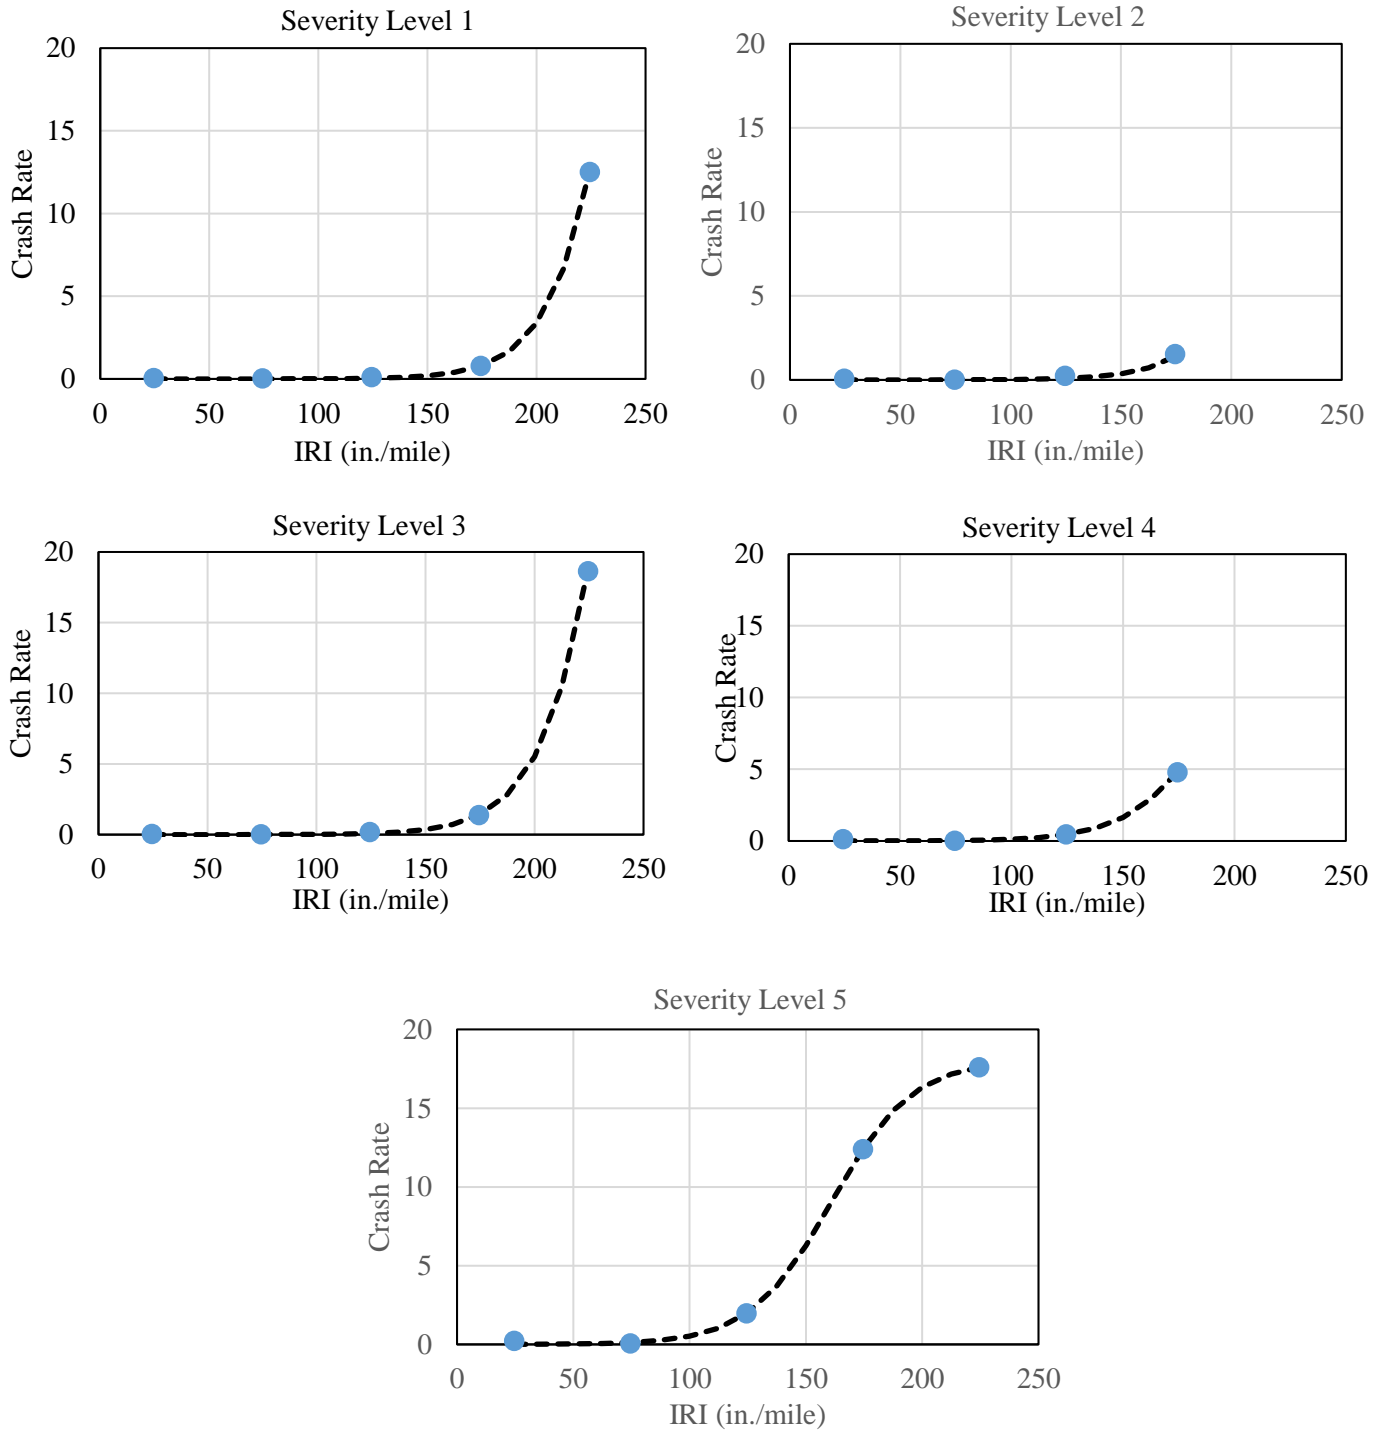 Severity Level 1
20
15
10
5
0
Crash Rate
0 50 100 150 200 250
IRI (in./mile)
Severity Level 2
20
15
10
5
0
Crash Rate
0 50 100 150 200 250
IRI (in./mile)
Severity Level 3
20
15
10
5
0
Crash Rate
0 50 100 150 200 250
IRI (in./mile)
Severity Level 4
20
15
10
5
0
Crash Rate
0 50 100 150 200 250
IRI (in./mile)
Severity Level 5
20
15
10
5
0
Crash Rate
0 50 100 150 200 250
IRI (in./mile)